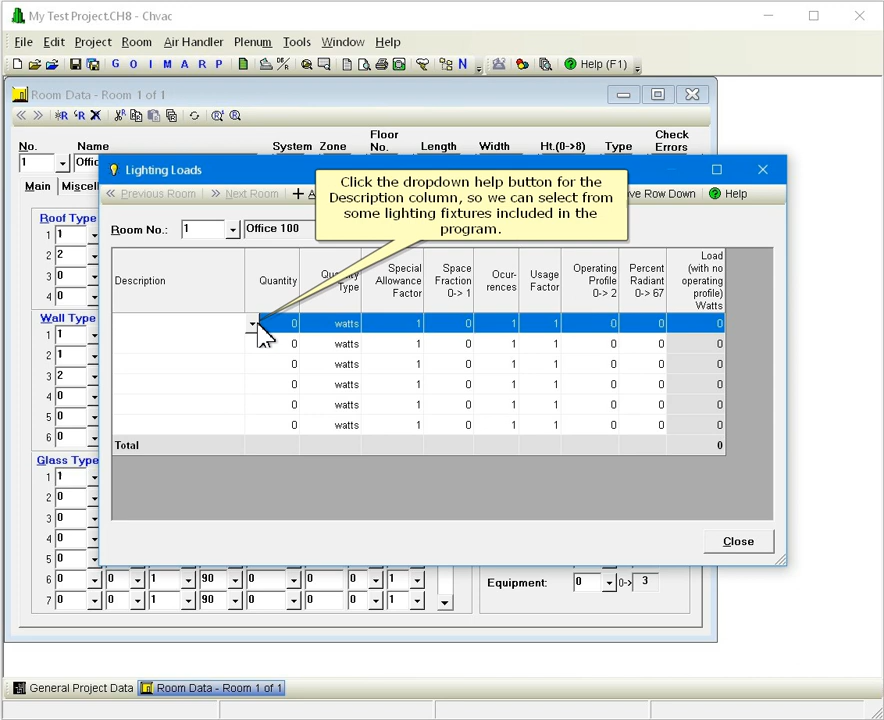 My Test Project.CH8 - Chvac
File Edit Project Room Air Handler Plenum Tools Window Help
G O I M A R P N Help (F1)
Room Data - Room 1 of 1
No. Name System Zone Floor No. Length Width Ht.(0->8) Type Check Errors
1 Offic
Main Miscell
Lighting Loads
Previous Room Next Room ve Row Down Help
Click the dropdown help button for the
Description column, so we can select from
some lighting fixtures included in the
program.
Room No.: 1 Office 100
Description Quantity Type Special Allowance Factor Space Fraction 0-> 1 Ocur-rences Usage Factor Operating Profile 0-> 2 Percent Radiant 0-> 67 Load (with no operating profile) Watts
0 watts 1 0 1 1 0 0 0
0 watts 1 0 1 1 0 0 0
0 watts 1 0 1 1 0 0 0
0 watts 1 0 1 1 0 0 0
0 watts 1 0 1 1 0 0 0
0 watts 1 0 1 1 0 0 0
Total 0
Close
Roof Type
1 1
2 2
3 0
4 0
Wall Type
1 1
2 1
3 2
4 0
5 0
6 0
Glass Type
1 1
2 0
3 0
4 0
5 0
6 0 0 1 90 0 0 0 1
7 0 0 1 90 0 0 0 1
Equipment: 0 0-> 3
General Project Data Room Data - Room 1 of 1